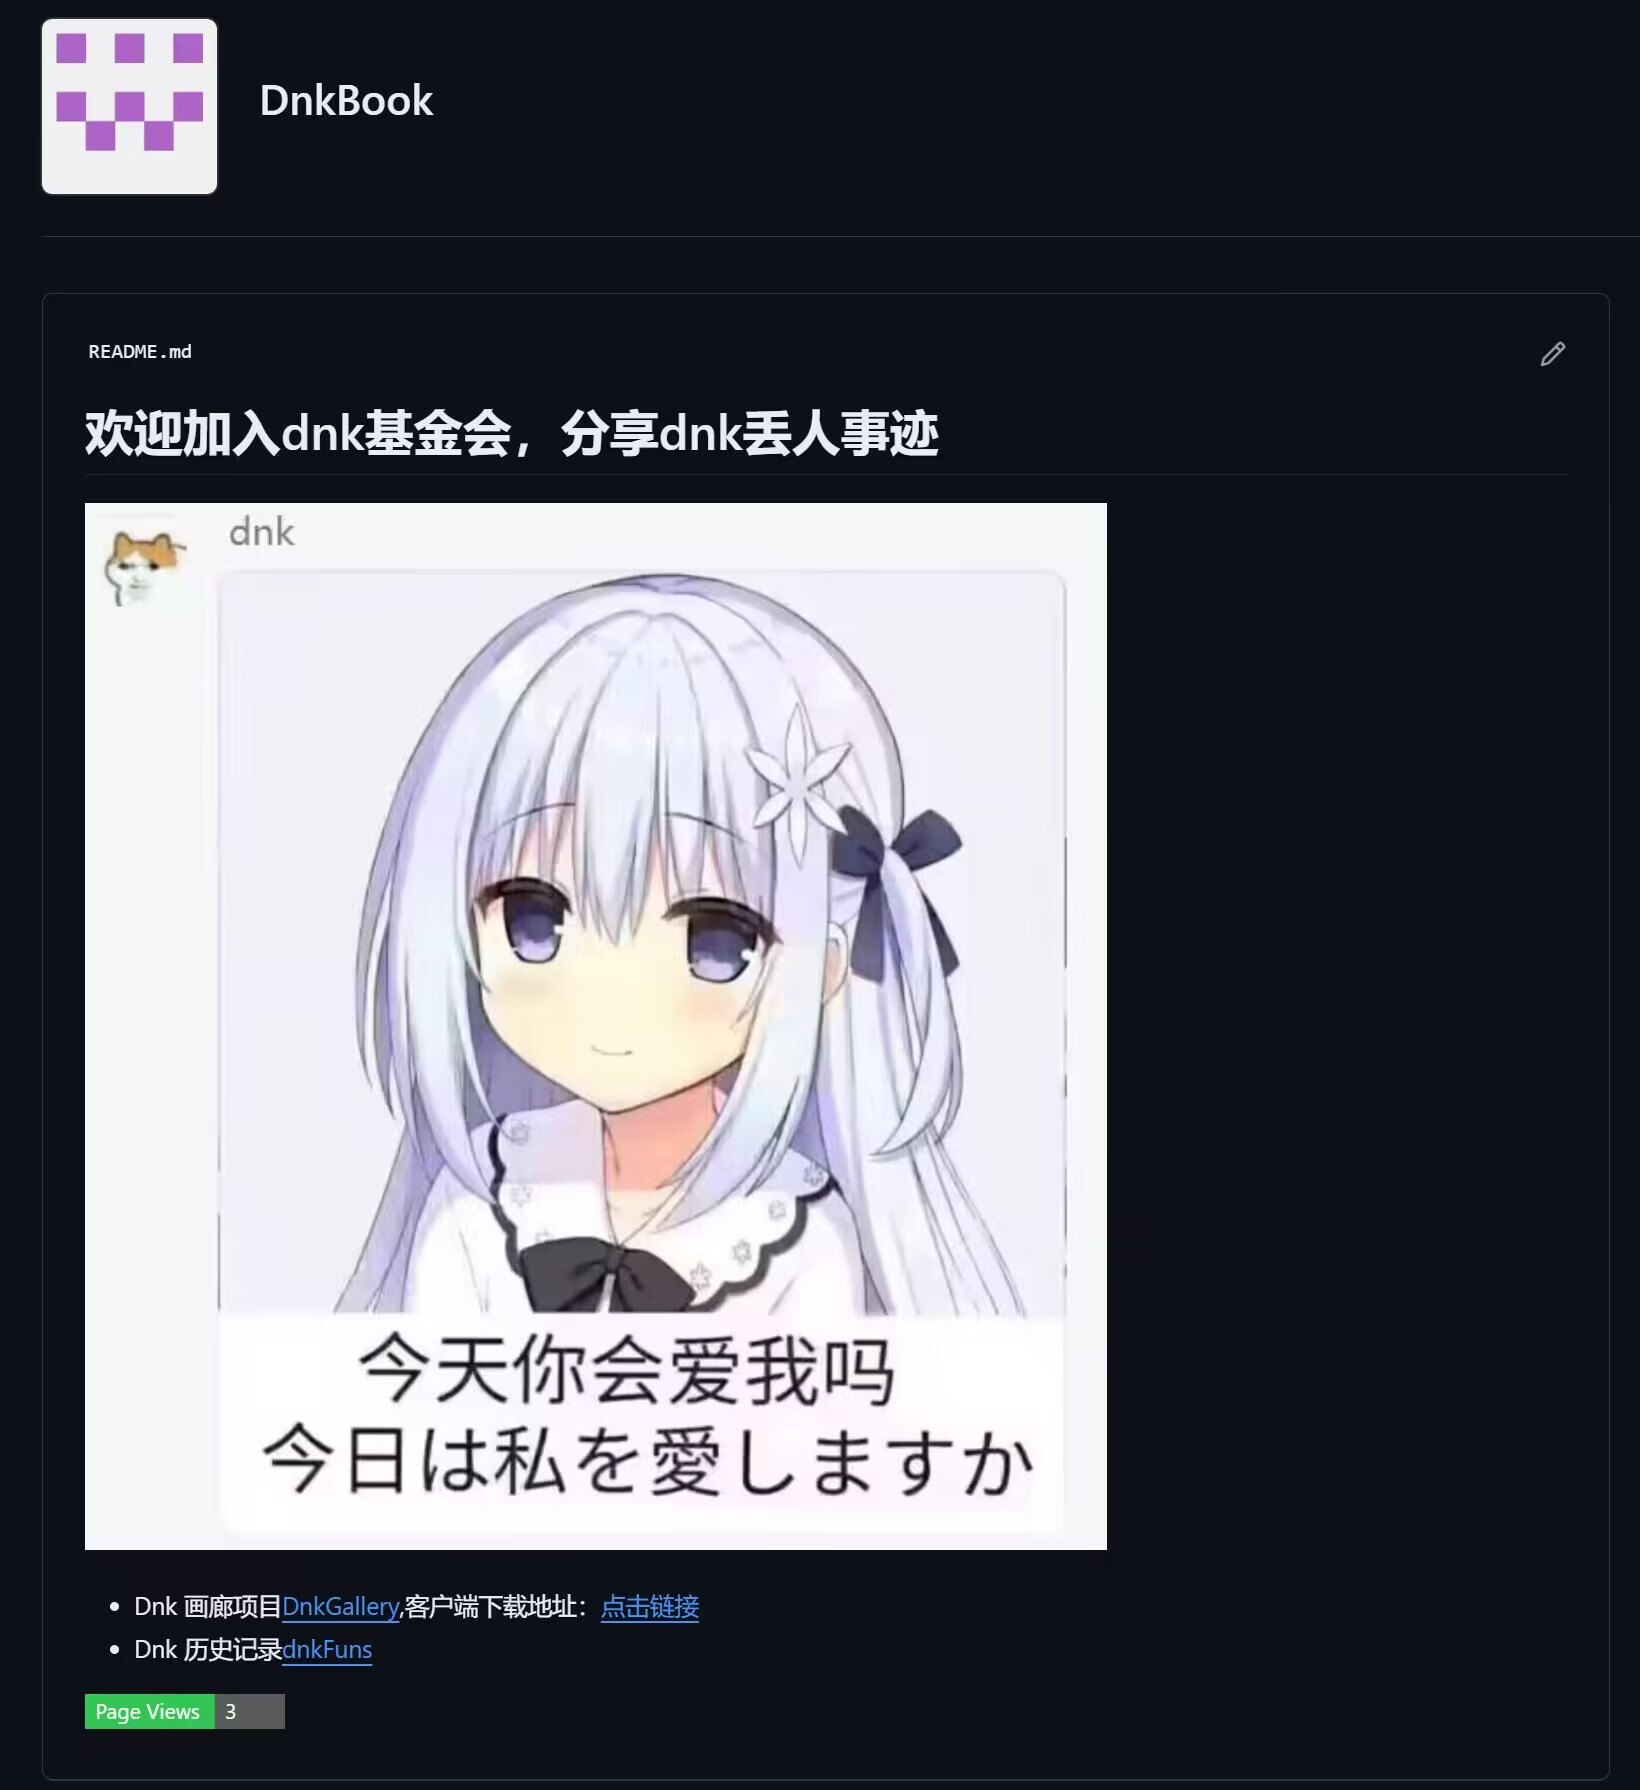 DnkBook
README.md
欢迎加入dnk基金会，分享dnk丢人事迹
dnk
今天你会爱我吗
今日は私を愛しますか
Dnk 画廊项目DnkGallery,客户端下载地址：点击链接
Dnk 历史记录dnkFuns
Page Views 3